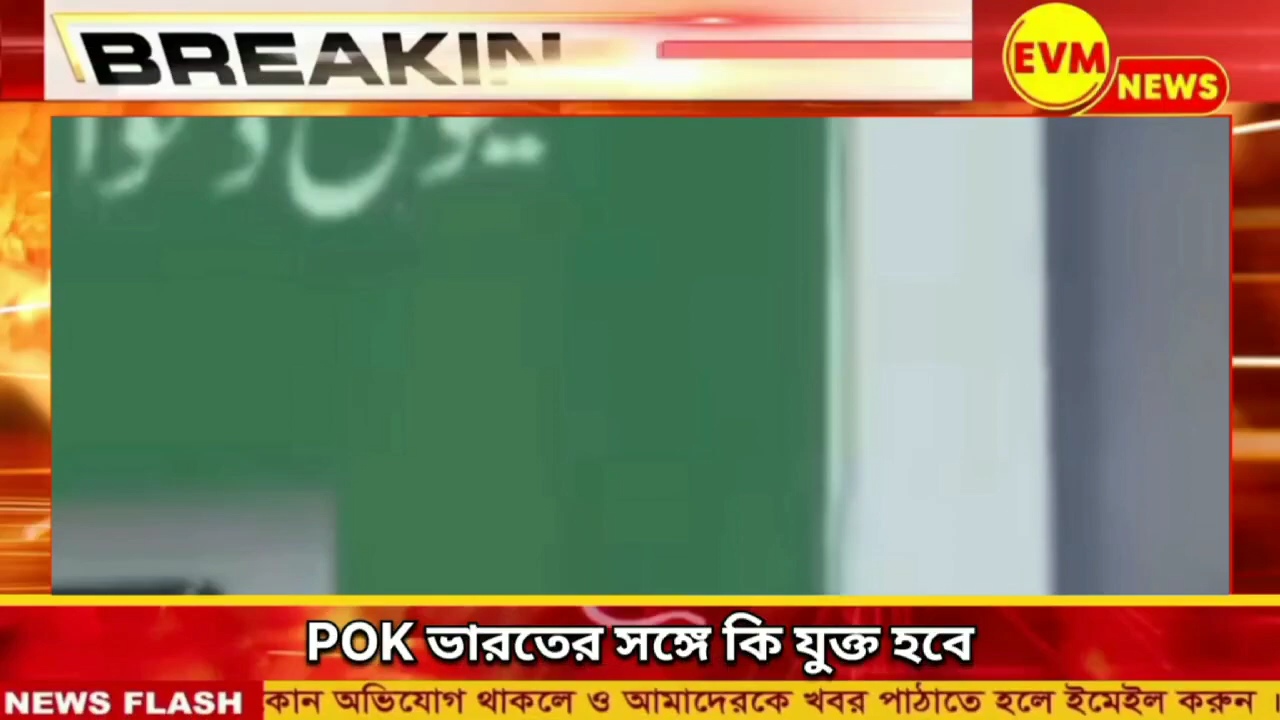 BREAKIN
EVM
NEWS
POK ভারতের সঙ্গে কি যুক্ত হবে
NEWS FLASH
কান অভিযোগ থাকলে ও আমাদেরকে খবর পাঠাতে হলে ইমেইল করুন ।